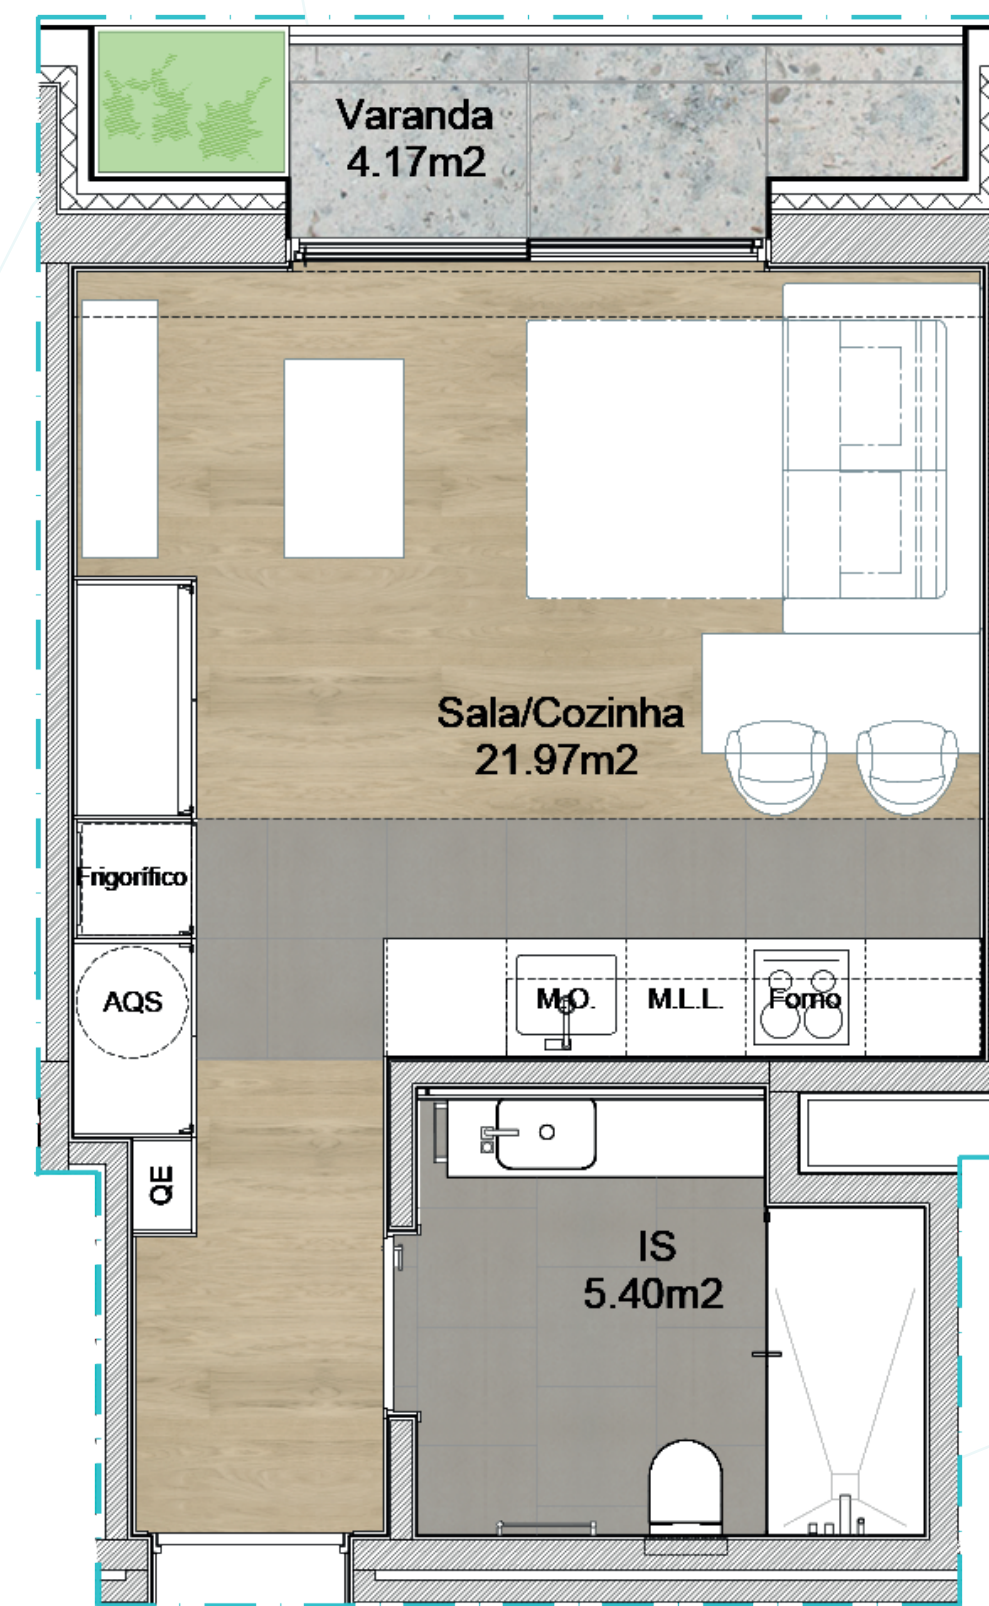 Varanda
4.17m2
Sala/Cozinha
21.97m2
Frigorífico
AQS
M.O.
M.L.L.
Forno
QE
IS
5.40m2